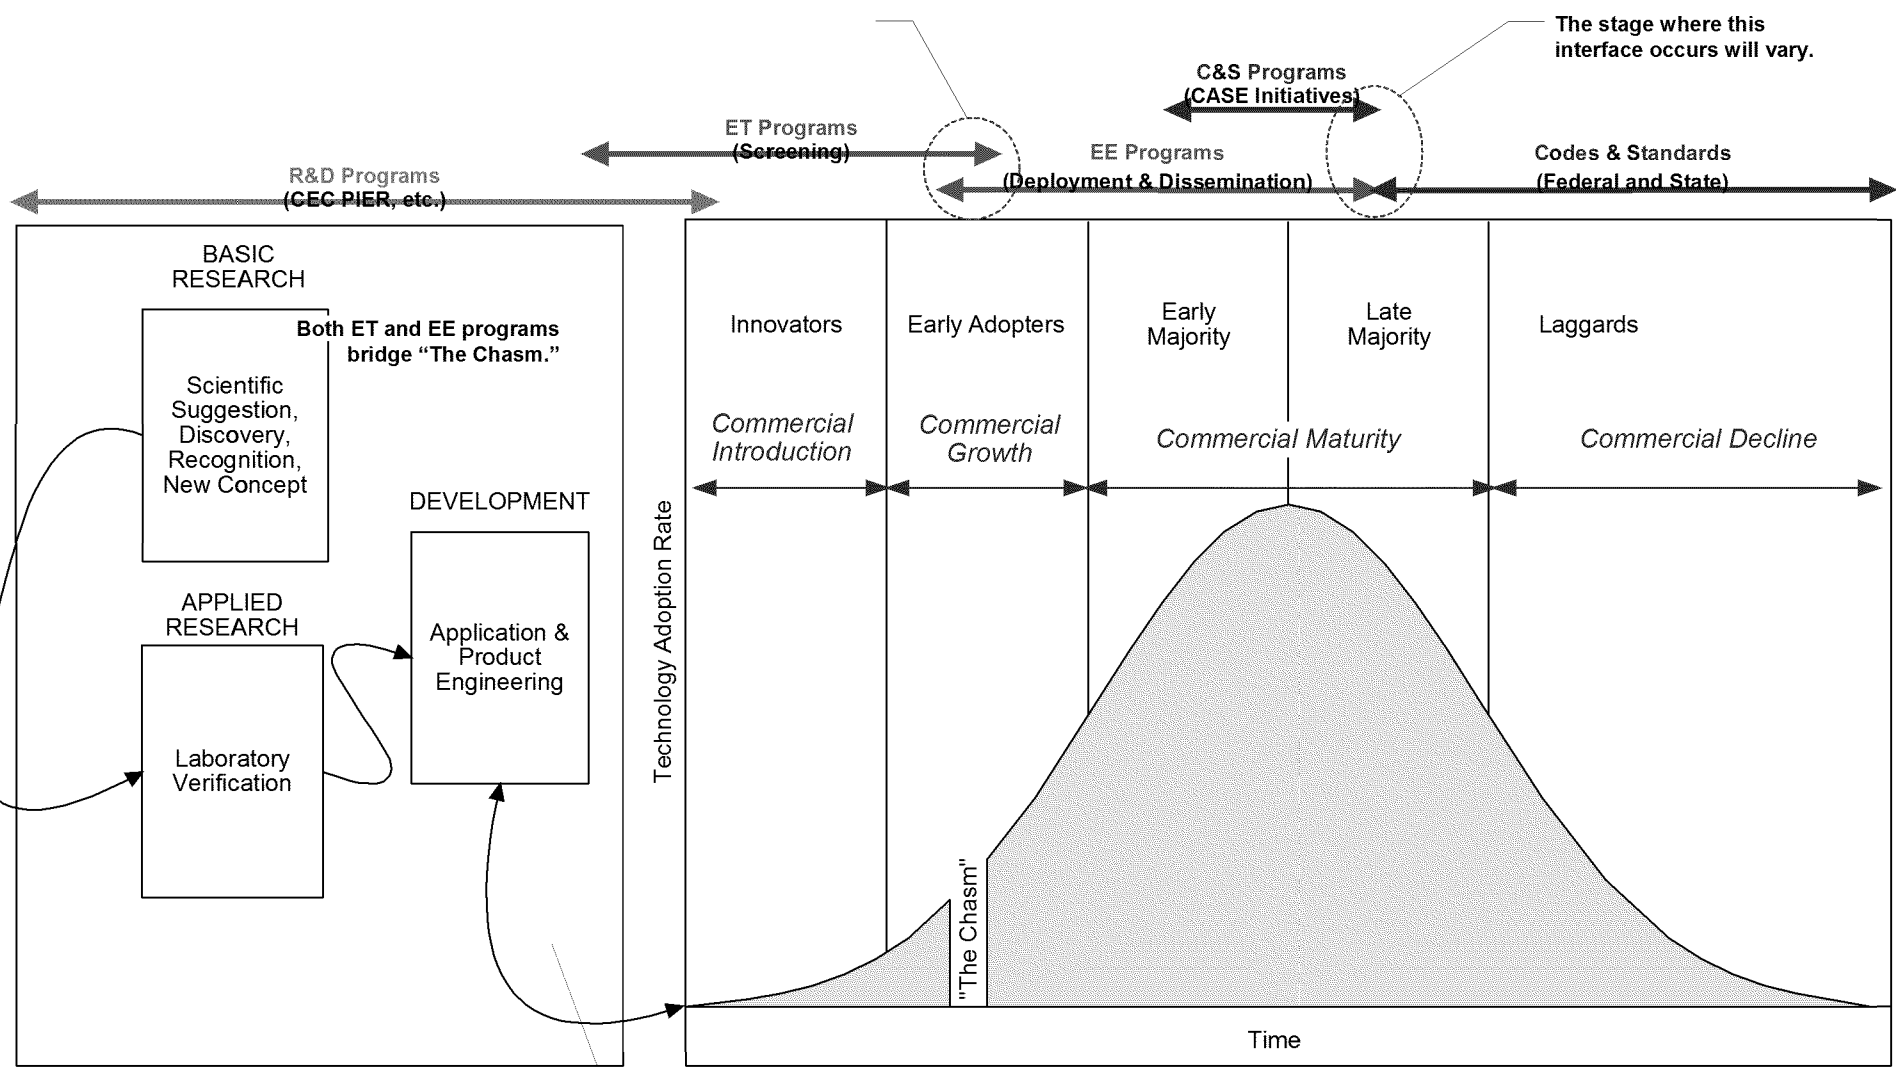 The stage where this
interface occurs will vary.
C&S Programs
(CASE Initiatives)
ET Programs
(Screening)
EE Programs
(Deployment & Dissemination)
Codes & Standards
(Federal and State)
R&D Programs
(CEC PIER, etc.)
BASIC
RESEARCH
Both ET and EE programs
bridge “The Chasm.”
Scientific
Suggestion,
Discovery,
Recognition,
New Concept
DEVELOPMENT
Application &
Product
Engineering
APPLIED
RESEARCH
Laboratory
Verification
Technology Adoption Rate
Innovators
Early Adopters
Early
Majority
Late
Majority
Laggards
Commercial
Introduction
Commercial
Growth
Commercial Maturity
Commercial Decline
"The Chasm"
Time